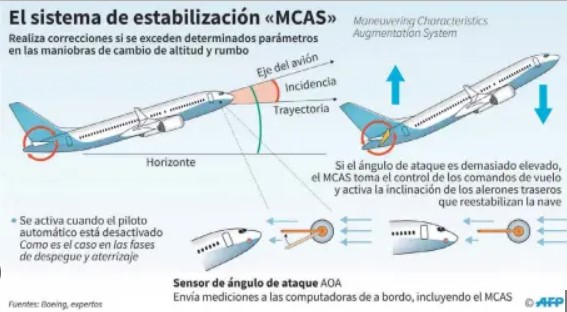 El sistema de estabilización «MCAS»
Maneuvering Characteristics
Augmentation System
Realiza correcciones si se exceden determinados parámetros
en las maniobras de cambio de altitud y rumbo
Eje del avión
Incidencia
Trayectoria
Horizonte
Si el ángulo de ataque es demasiado elevado,
el MCAS toma el control de los comandos de vuelo
y activa la inclinación de los alerones traseros
que reestabilizan la nave
• Se activa cuando el piloto
automático está desactivado
Como es el caso en las fases
de despegue y aterrizaje
Sensor de ángulo de ataque AOA
Envía mediciones a las computadoras de a bordo, incluyendo el MCAS
Fuentes: Boeing, expertos
© AFP